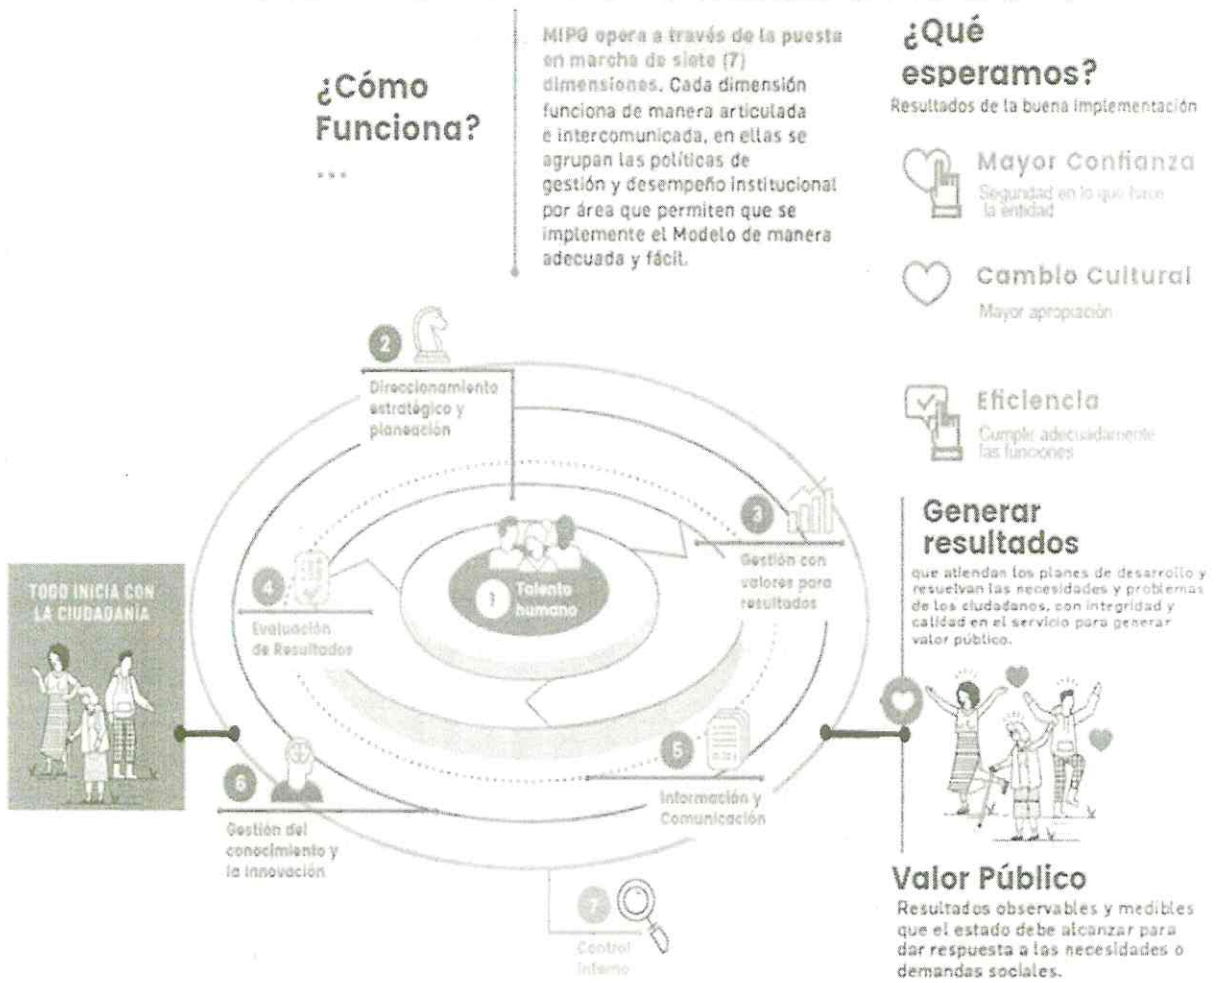 ¿Cómo
Funciona?
...
MIPG opera a través de la puesta
en marcha de siete (7)
dimensiones. Cada dimensión
funciona de manera articulada
e intercomunicada, en ellas se
agrupan las políticas de
gestión y desempeño institucional
por área que permiten que se
implemente el Modelo de manera
adecuada y fácil.
¿Qué
esperamos?
Resultados de la buena implementación
Mayor Confianza
Seguridad en lo que hace
la entidad
Cambio Cultural
Mayor apropiación
Eficiencia
Cumplir adecuadamente
las funciones
2
Direccionamiento
estratégico y
planeación
3
Gestión con
valores para
resultados
1
Talento
humano
4
Evaluación
de Resultados
TODO INICIA CON
LA CIUDADANÍA
5
Información y
Comunicación
6
Gestión del
conocimiento y
la innovación
7
Control
Interno
Generar
resultados
que atiendan los planes de desarrollo y
resuelvan las necesidades y problemas
de los ciudadanos, con integridad y
calidad en el servicio para generar
valor público.
Valor Público
Resultados observables y medibles
que el estado debe alcanzar para
dar respuesta a las necesidades o
demandas sociales.